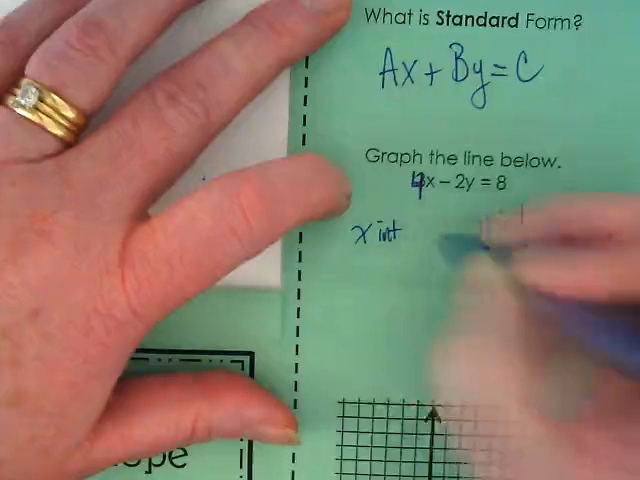 What is Standard Form?
Ax + By = C
Graph the line below.
4x – 2y = 8
x int
ope